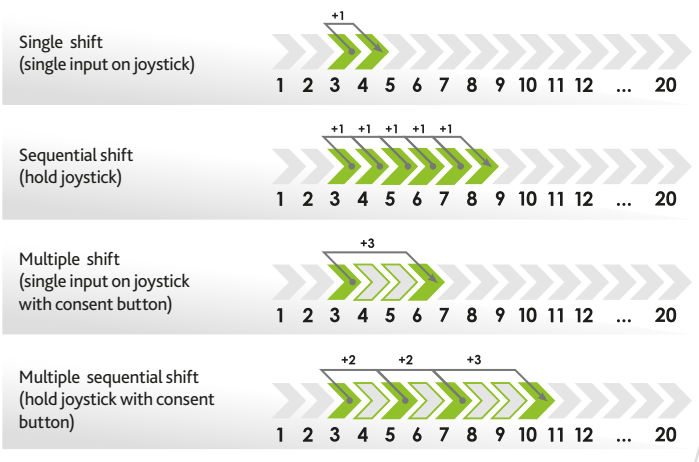 +1
Single shift
(single input on joystick)
1 2 3 4 5 6 7 8 9 10 11 12 ... 20
+1 +1 +1 +1 +1
Sequential shift
(hold joystick)
1 2 3 4 5 6 7 8 9 10 11 12 ... 20
+3
Multiple shift
(single input on joystick
with consent button)
1 2 3 4 5 6 7 8 9 10 11 12 ... 20
+2 +2 +3
Multiple sequential shift
(hold joystick with consent
button)
1 2 3 4 5 6 7 8 9 10 11 12 ... 20